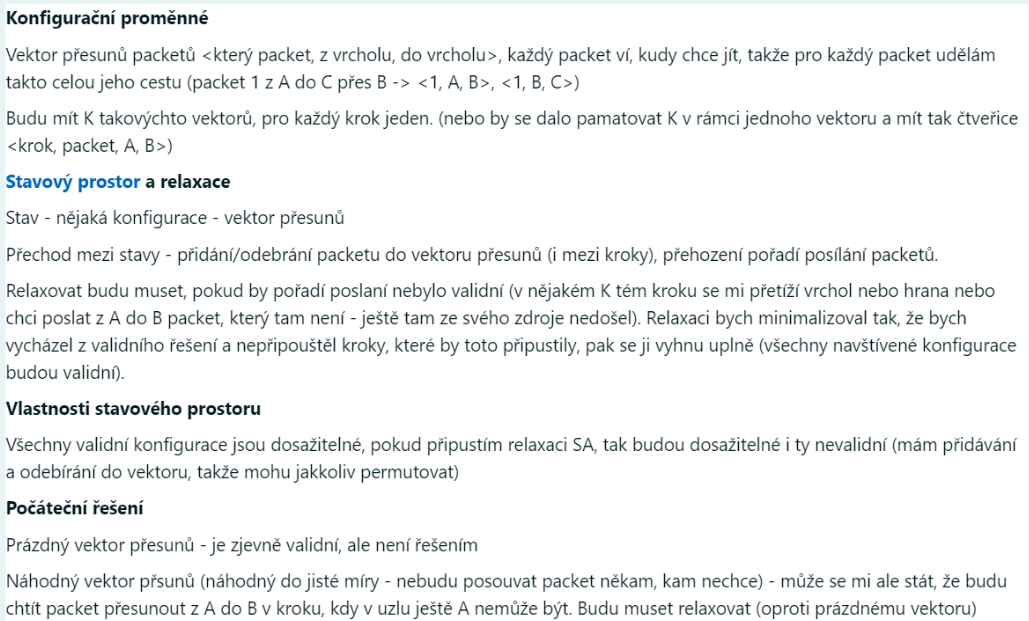 Konfigurační proměnné
Vektor přesunů packetů <který packet, z vrcholu, do vrcholu>, každý packet ví, kudy chce jít, takže pro každý packet udělám
takto celou jeho cestu (packet 1 z A do C přes B -> <1, A, B>, <1, B, C>)
Budu mít K takovýchto vektorů, pro každý krok jeden. (nebo by se dalo pamatovat K v rámci jednoho vektoru a mít tak čtveřice
<krok, packet, A, B>)
Stavový prostor a relaxace
Stav - nějaká konfigurace - vektor přesunů
Přechod mezi stavy - přidání/odebrání packetu do vektoru přesunů (i mezi kroky), přehození pořadí posílání packetů.
Relaxovat budu muset, pokud by pořadí poslaní nebylo validní (v nějakém K tém kroku se mi přetíží vrchol nebo hrana nebo
chci poslat z A do B packet, který tam není - ještě tam ze svého zdroje nedošel). Relaxaci bych minimalizoval tak, že bych
vycházel z validního řešení a nepřipouštěl kroky, které by toto připustily, pak se ji vyhnu uplně (všechny navštívené konfigurace
budou validní).
Vlastnosti stavového prostoru
Všechny validní konfigurace jsou dosažitelné, pokud připustím relaxaci SA, tak budou dosažitelné i ty nevalidní (mám přidávání
a odebírání do vektoru, takže mohu jakkoliv permutovat)
Počáteční řešení
Prázdný vektor přesunů - je zjevně validní, ale není řešením
Náhodný vektor přsunů (náhodný do jisté míry - nebudu posouvat packet někam, kam nechce) - může se mi ale stát, že budu
chtít packet přesunout z A do B v kroku, kdy v uzlu ještě A nemůže být. Budu muset relaxovat (oproti prázdnému vektoru)